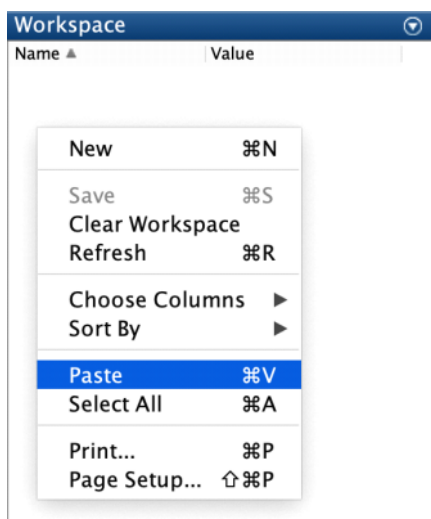 Workspace
Name Value
New ⌘N
Save ⌘S
Clear Workspace
Refresh ⌘R
Choose Columns
Sort By
Paste ⌘V
Select All ⌘A
Print... ⌘P
Page Setup... ⇧⌘P